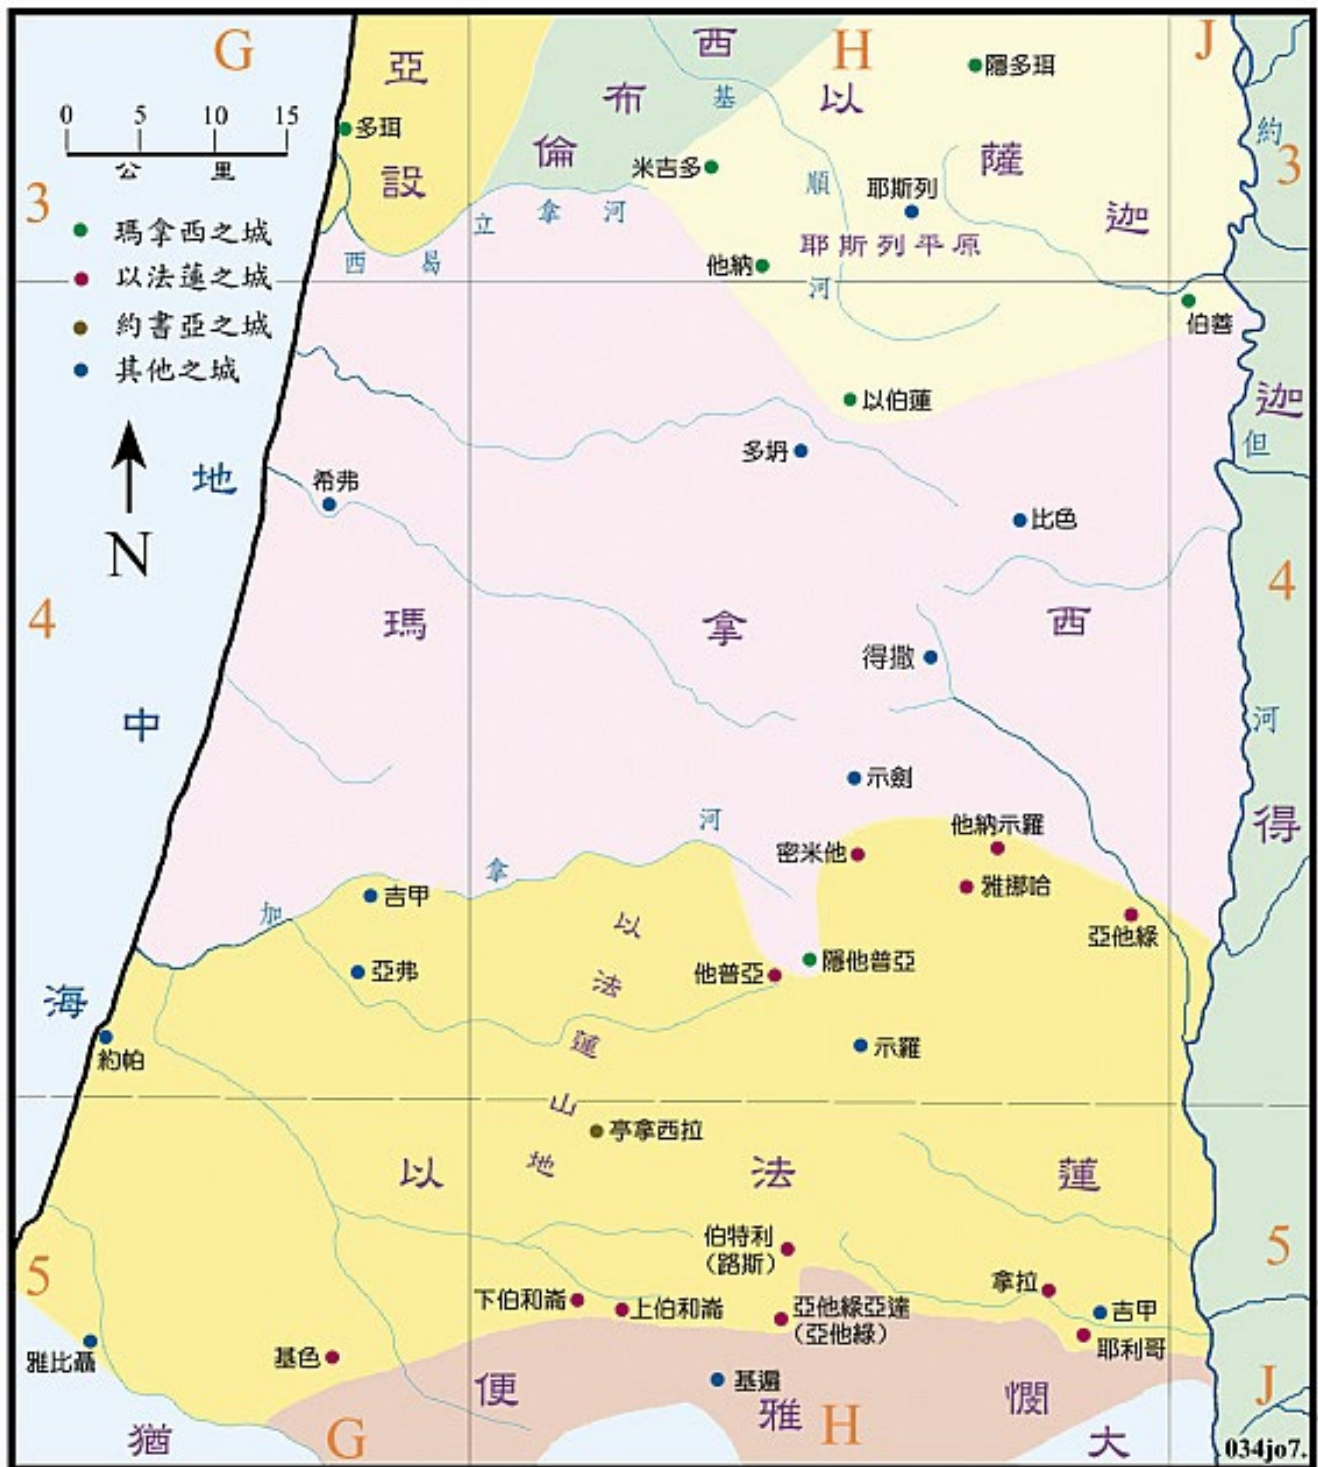 G
H
J
亞設
西布倫
以薩迦
迦得
0 5 10 15
公里
多珥
隱多珥
米吉多
基順河
耶斯列
耶斯列平原
約但河
3
3
西曷立拿河
瑪拿西之城
以法蓮之城
約書亞之城
其他之城
他納
伯善
以伯蓮
N
地中海
希弗
多坍
比色
4
4
瑪拿西
得撒
示劍
加拿河
密米他
他納示羅
雅挪哈
亞他綠
吉甲
亞弗
他普亞
隱他普亞
約帕
示羅
以法蓮山地
亭拿西拉
以法蓮
5
5
伯特利
(路斯)
下伯和崙
上伯和崙
亞他綠亞達
(亞他綠)
拿拉
吉甲
耶利哥
雅比聶
基色
基遍
便雅憫
猶大
G
H
J
034jo7.